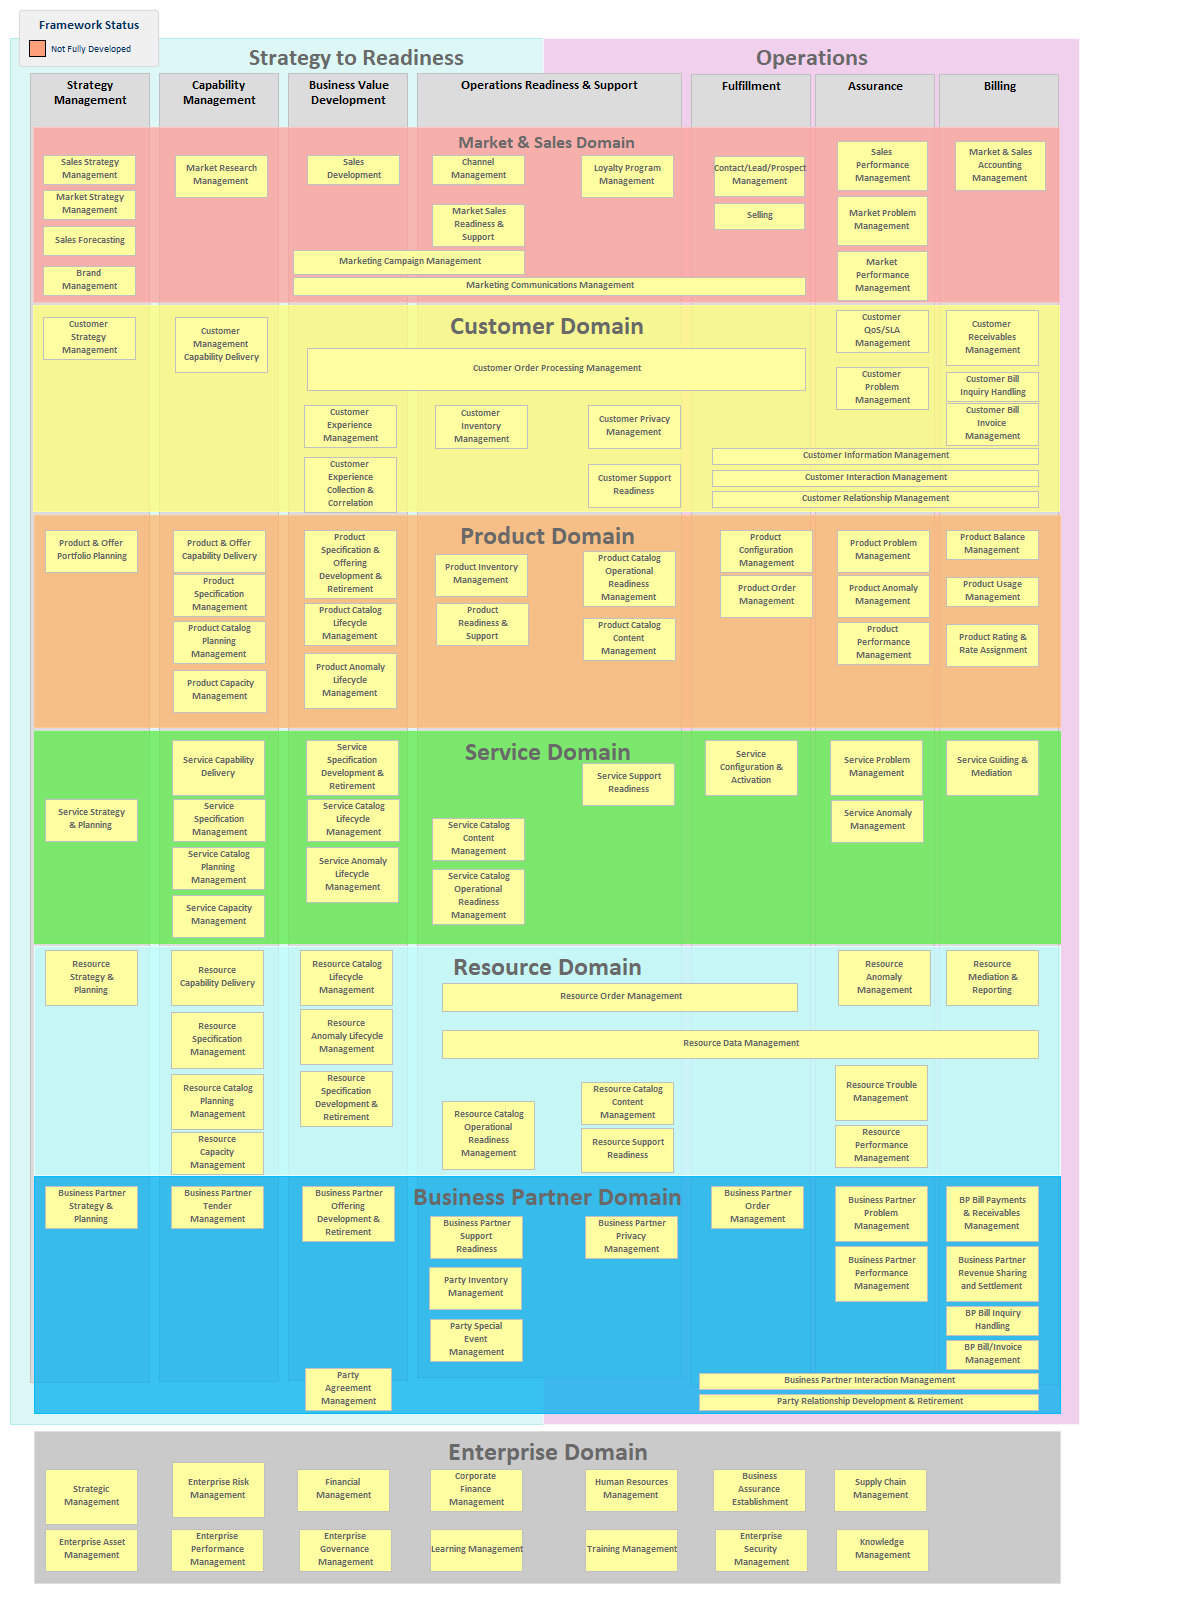 Framework Status
Not Fully Developed
Strategy to Readiness
Operations
Strategy
Management
Capability
Management
Business Value
Development
Operations Readiness & Support
Fulfillment
Assurance
Billing
Market & Sales Domain
Sales Strategy
Management
Market Strategy
Management
Sales Forecasting
Brand
Management
Market Research
Management
Sales
Development
Channel
Management
Loyalty Program
Management
Market Sales
Readiness &
Support
Marketing Campaign Management
Marketing Communications Management
Contact/Lead/Prospect
Management
Selling
Sales
Performance
Management
Market Problem
Management
Market
Performance
Management
Market & Sales
Accounting
Management
Customer Domain
Customer
Strategy
Management
Customer
Management
Capability Delivery
Customer Order Processing Management
Customer
Experience
Management
Customer
Experience
Collection &
Correlation
Customer
Inventory
Management
Customer Privacy
Management
Customer Support
Readiness
Customer
QoS/SLA
Management
Customer
Problem
Management
Customer
Receivables
Management
Customer Bill
Inquiry Handling
Customer Bill
Invoice
Management
Customer Information Management
Customer Interaction Management
Customer Relationship Management
Product Domain
Product & Offer
Portfolio Planning
Product & Offer
Capability Delivery
Product
Specification
Management
Product Catalog
Planning
Management
Product Capacity
Management
Product
Specification &
Offering
Development &
Retirement
Product Catalog
Lifecycle
Management
Product Anomaly
Lifecycle
Management
Product Inventory
Management
Product
Readiness &
Support
Product Catalog
Operational
Readiness
Management
Product Catalog
Content
Management
Product
Configuration
Management
Product Order
Management
Product Problem
Management
Product Anomaly
Management
Product
Performance
Management
Product Balance
Management
Product Usage
Management
Product Rating &
Rate Assignment
Service Domain
Service Strategy
& Planning
Service Capability
Delivery
Service
Specification
Management
Service Catalog
Planning
Management
Service Capacity
Management
Service
Specification
Development &
Retirement
Service Catalog
Lifecycle
Management
Service Anomaly
Lifecycle
Management
Service Support
Readiness
Service Catalog
Content
Management
Service Catalog
Operational
Readiness
Management
Service
Configuration &
Activation
Service Problem
Management
Service Anomaly
Management
Service Guiding &
Mediation
Resource Domain
Resource
Strategy &
Planning
Resource
Capability Delivery
Resource
Specification
Management
Resource Catalog
Planning
Management
Resource
Capacity
Management
Resource Catalog
Lifecycle
Management
Resource
Anomaly Lifecycle
Management
Resource
Specification
Development &
Retirement
Resource Order Management
Resource Data Management
Resource Catalog
Operational
Readiness
Management
Resource Catalog
Content
Management
Resource Support
Readiness
Resource
Anomaly
Management
Resource Trouble
Management
Resource
Performance
Management
Resource
Mediation &
Reporting
Business Partner Domain
Business Partner
Strategy &
Planning
Business Partner
Tender
Management
Business Partner
Offering
Development &
Retirement
Party
Agreement
Management
Business Partner
Support
Readiness
Party Inventory
Management
Party Special
Event
Management
Business Partner
Privacy
Management
Business Partner
Order
Management
Business Partner
Problem
Management
Business Partner
Performance
Management
BP Bill Payments
& Receivables
Management
Business Partner
Revenue Sharing
and Settlement
BP Bill Inquiry
Handling
BP Bill/Invoice
Management
Business Partner Interaction Management
Party Relationship Development & Retirement
Enterprise Domain
Strategic
Management
Enterprise Risk
Management
Financial
Management
Corporate
Finance
Management
Human Resources
Management
Business
Assurance
Establishment
Supply Chain
Management
Enterprise Asset
Management
Enterprise
Performance
Management
Enterprise
Governance
Management
Learning Management
Training Management
Enterprise
Security
Management
Knowledge
Management